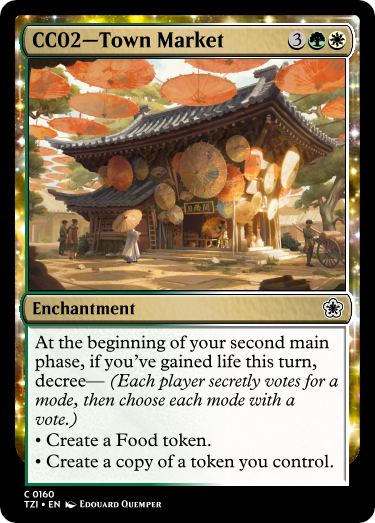 CC02—Town Market 3
Enchantment
At the beginning of your second main
phase, if you've gained life this turn,
decree— (Each player secretly votes for a
mode, then choose each mode with a
vote.)
• Create a Food token.
• Create a copy of a token you control.
C 0160
TZI • EN Edouard Quemper